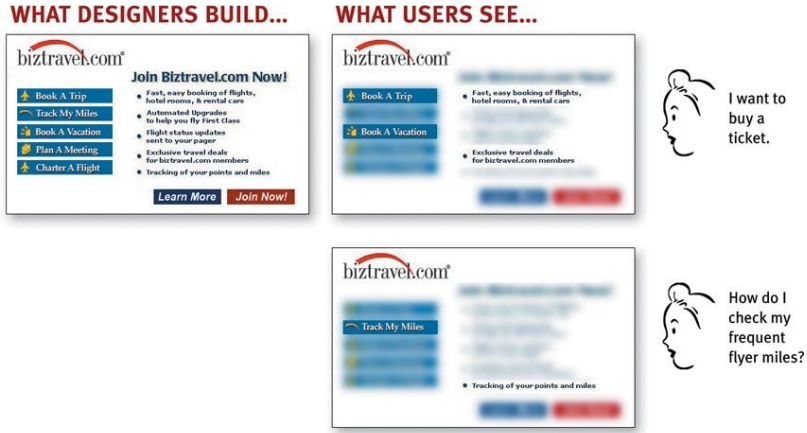 WHAT DESIGNERS BUILD...
biztravel.com®
Join Biztravel.com Now!
Book A Trip
Track My Miles
Book A Vacation
Plan A Meeting
Charter A Flight
• Fast, easy booking of flights,
hotel rooms, & rental cars
• Automated Upgrades
to help you fly First Class
• Flight status updates
sent to your pager
• Exclusive travel deals
for biztravel.com members
• Tracking of your points and miles
Learn More
Join Now!
WHAT USERS SEE...
biztravel.com®
Book A Trip
Book A Vacation
• Fast, easy booking of flights,
hotel rooms, & rental cars
• Exclusive travel deals
for biztravel.com members
I want to
buy a
ticket.
biztravel.com®
Track My Miles
• Tracking of your points and miles
How do I
check my
frequent
flyer miles?